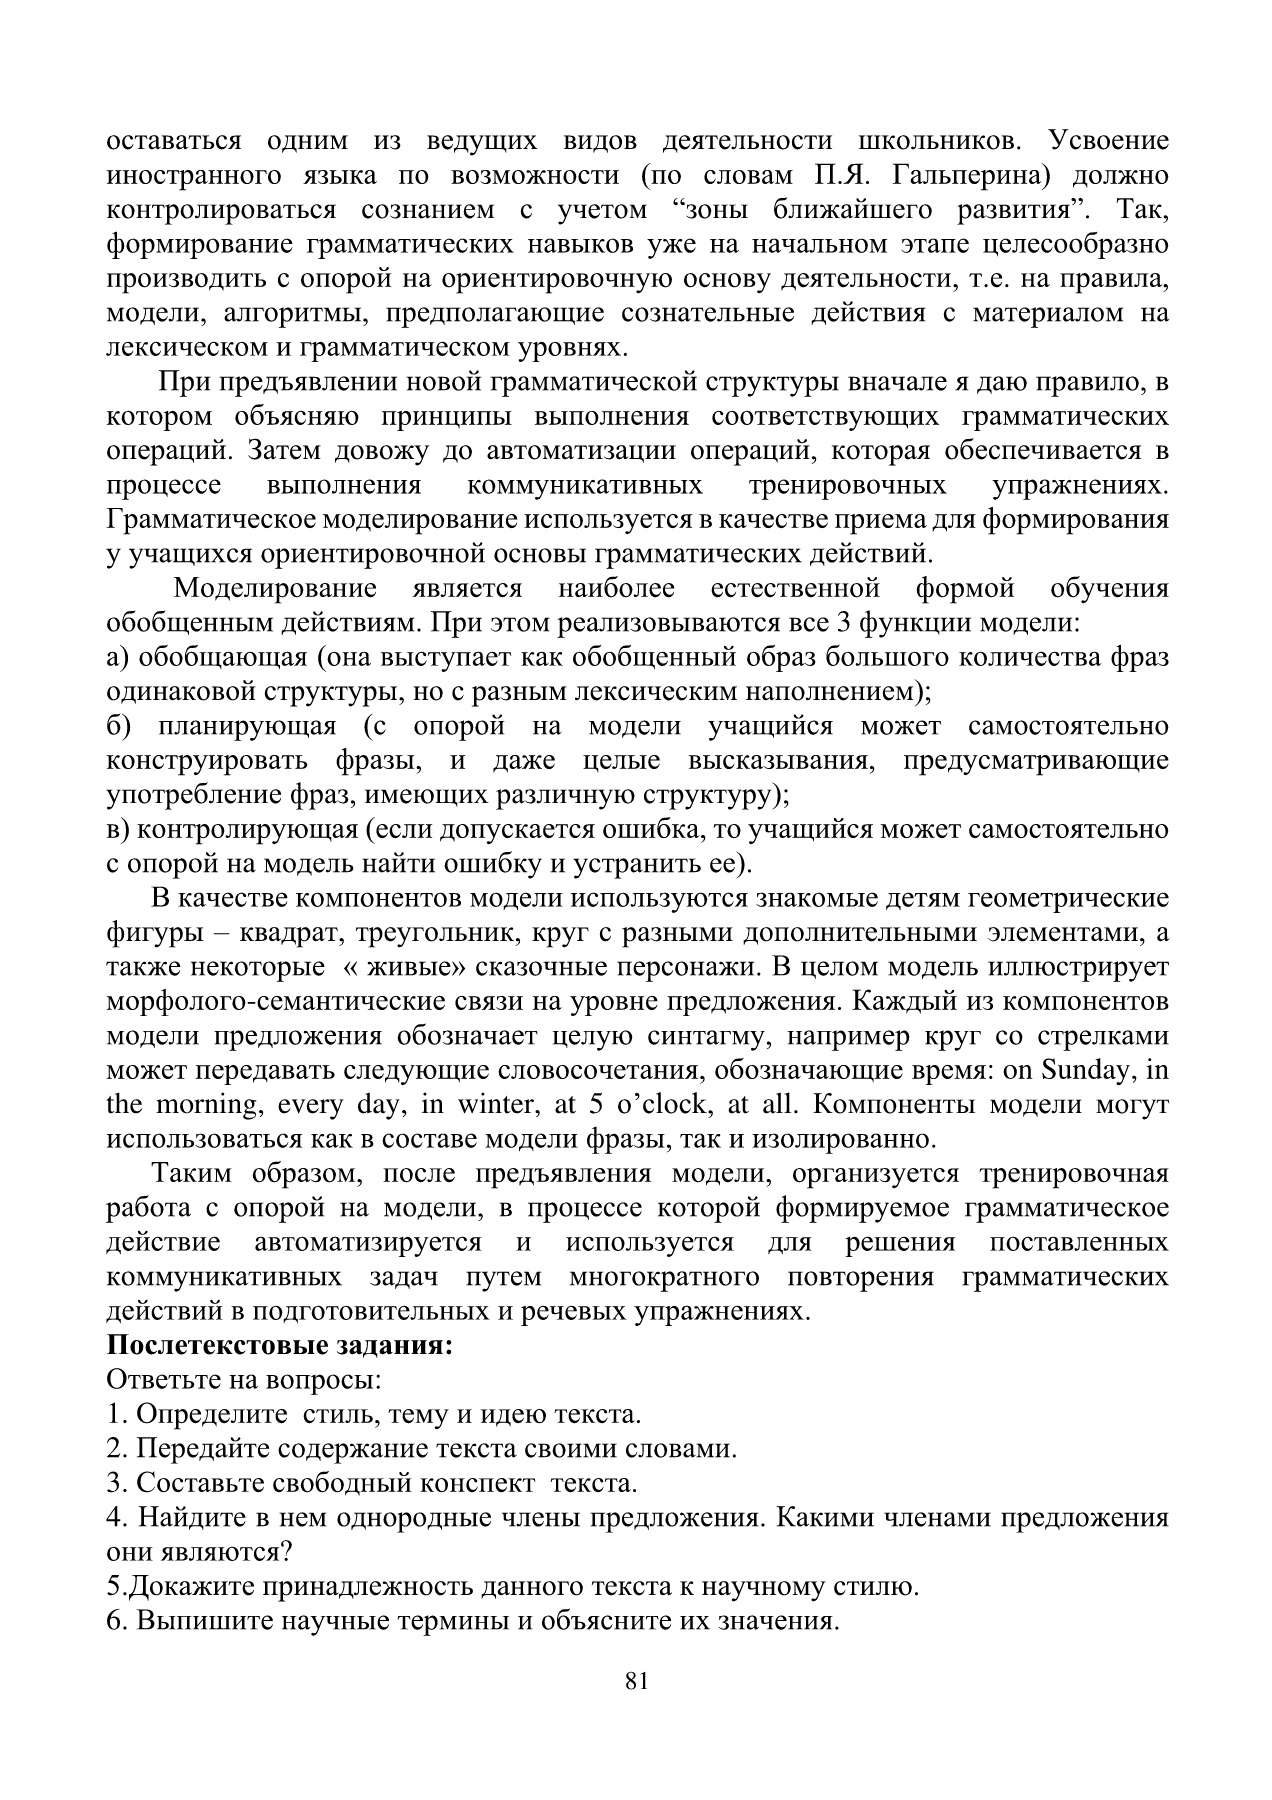 оставаться одним из ведущих видов деятельности школьников. Усвоение
иностранного языка по возможности (по словам П.Я. Гальперина) должно
контролироваться сознанием с учетом “зоны ближайшего развития”. Так,
формирование грамматических навыков уже на начальном этапе целесообразно
производить с опорой на ориентировочную основу деятельности, т.е. на правила,
модели, алгоритмы, предполагающие сознательные действия с материалом на
лексическом и грамматическом уровнях.
При предъявлении новой грамматической структуры вначале я даю правило, в
котором объясняю принципы выполнения соответствующих грамматических
операций. Затем довожу до автоматизации операций, которая обеспечивается в
процессе выполнения коммуникативных тренировочных упражнениях.
Грамматическое моделирование используется в качестве приема для формирования
у учащихся ориентировочной основы грамматических действий.
Моделирование является наиболее естественной формой обучения
обобщенным действиям. При этом реализовываются все 3 функции модели:
а) обобщающая (она выступает как обобщенный образ большого количества фраз
одинаковой структуры, но с разным лексическим наполнением);
б) планирующая (с опорой на модели учащийся может самостоятельно
конструировать фразы, и даже целые высказывания, предусматривающие
употребление фраз, имеющих различную структуру);
в) контролирующая (если допускается ошибка, то учащийся может самостоятельно
с опорой на модель найти ошибку и устранить ее).
В качестве компонентов модели используются знакомые детям геометрические
фигуры – квадрат, треугольник, круг с разными дополнительными элементами, а
также некоторые « живые» сказочные персонажи. В целом модель иллюстрирует
морфолого-семантические связи на уровне предложения. Каждый из компонентов
модели предложения обозначает целую синтагму, например круг со стрелками
может передавать следующие словосочетания, обозначающие время: on Sunday, in
the morning, every day, in winter, at 5 o’clock, at all. Компоненты модели могут
использоваться как в составе модели фразы, так и изолированно.
Таким образом, после предъявления модели, организуется тренировочная
работа с опорой на модели, в процессе которой формируемое грамматическое
действие автоматизируется и используется для решения поставленных
коммуникативных задач путем многократного повторения грамматических
действий в подготовительных и речевых упражнениях.
Послетекстовые задания:
Ответьте на вопросы:
1. Определите стиль, тему и идею текста.
2. Передайте содержание текста своими словами.
3. Составьте свободный конспект текста.
4. Найдите в нем однородные члены предложения. Какими членами предложения
они являются?
5.Докажите принадлежность данного текста к научному стилю.
6. Выпишите научные термины и объясните их значения.
81